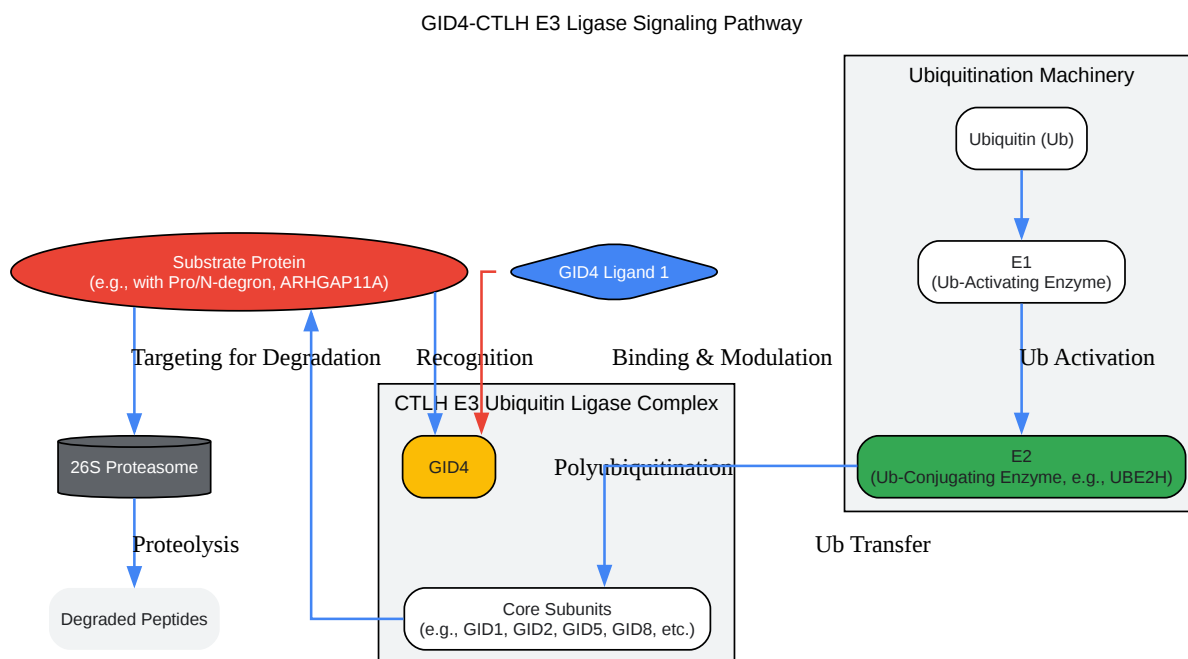 GID4-CTLH E3 Ligase Signaling Pathway
Ubiquitination Machinery
Ubiquitin (Ub)
Substrate Protein
(e.g., with Pro/N-degron, ARHGAP11A)
GID4 Ligand 1
E1
(Ub-Activating Enzyme)
Targeting for Degradation
Recognition
Binding & Modulation
Ub Activation
CTLH E3 Ubiquitin Ligase Complex
26S Proteasome
GID4
Polyubiquitination
E2
(Ub-Conjugating Enzyme, e.g., UBE2H)
Proteolysis
Ub Transfer
Degraded Peptides
Core Subunits
(e.g., GID1, GID2, GID5, GID8, etc.)